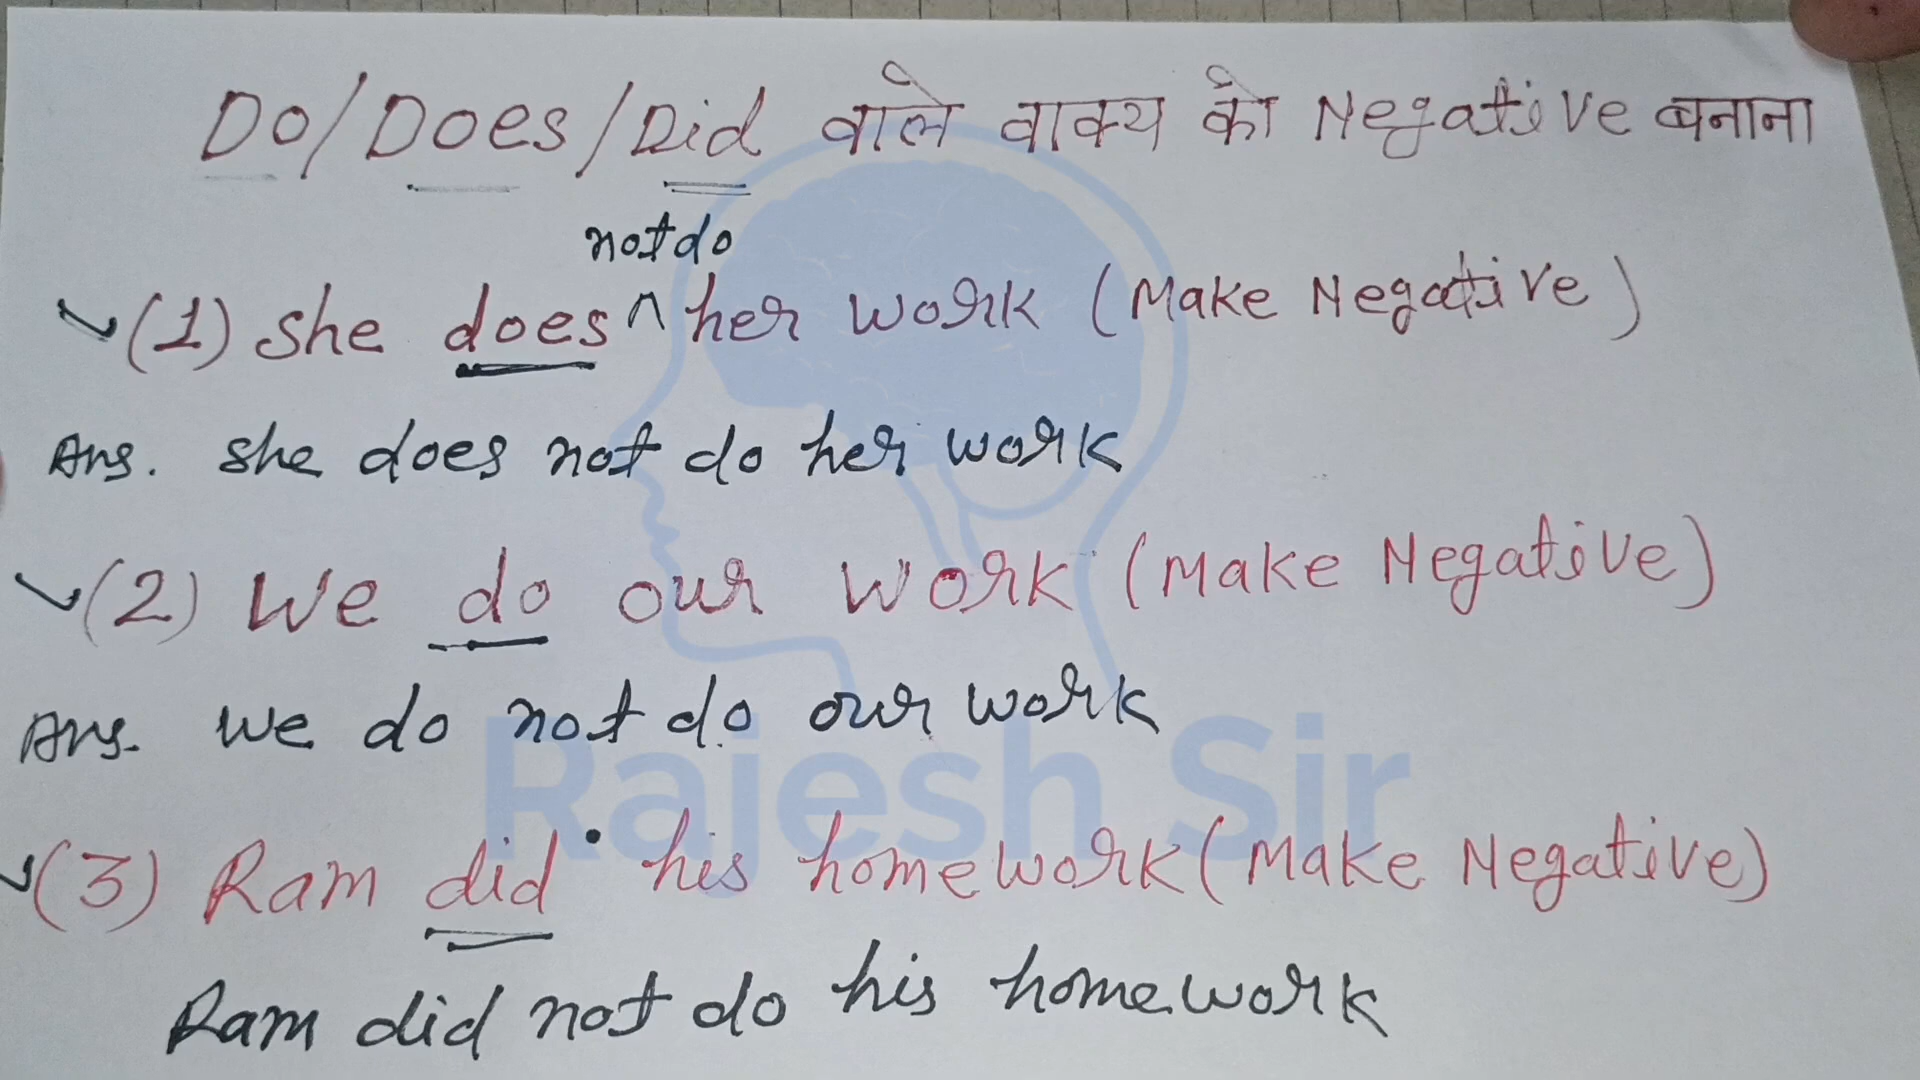 Do/Does/Did वाले वाक्य को Negative बनाना
not do
(1) She does ^ her work (Make Negative)
Ans. She does not do her work
(2) We do our work (Make Negative)
Ans. We do not do our work
Rajesh Sir
(3) Ram did his homework (Make Negative)
Ram did not do his homework